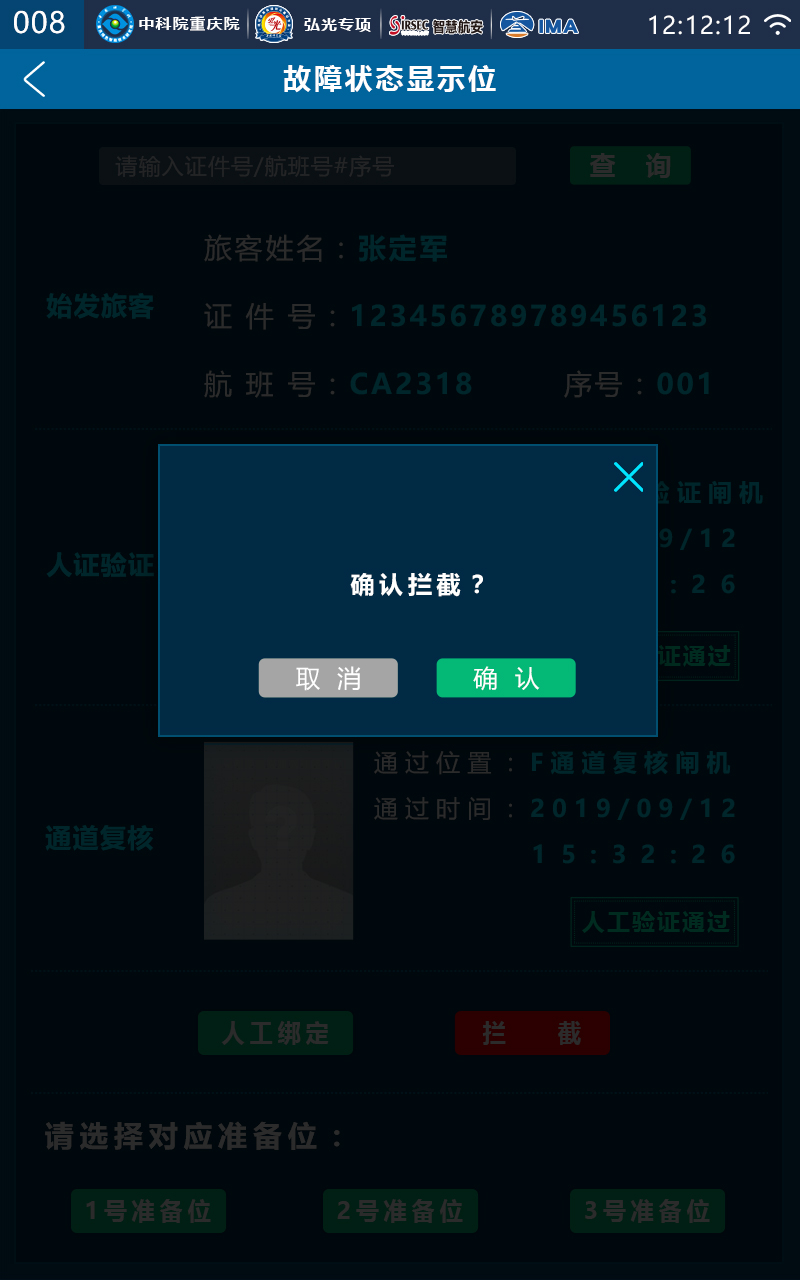 008 中科院重庆院 弘光专项 SiRSEC 智慧航安 IMA 12:12:12
故障状态显示位
请输入证件号/航班号#序号 查 询
旅客姓名：张定军
始发旅客
证 件 号：123456789789456123
航 班 号：CA2318 序号：001
验证闸机
9/12
人证验证
:26
证通过
确认拦截？
取 消 确 认
通过位置：F通道复核闸机
通过时间：2019/09/12
15:32:26
通道复核
人工验证通过
人工绑定 拦 截
请选择对应准备位：
1号准备位 2号准备位 3号准备位